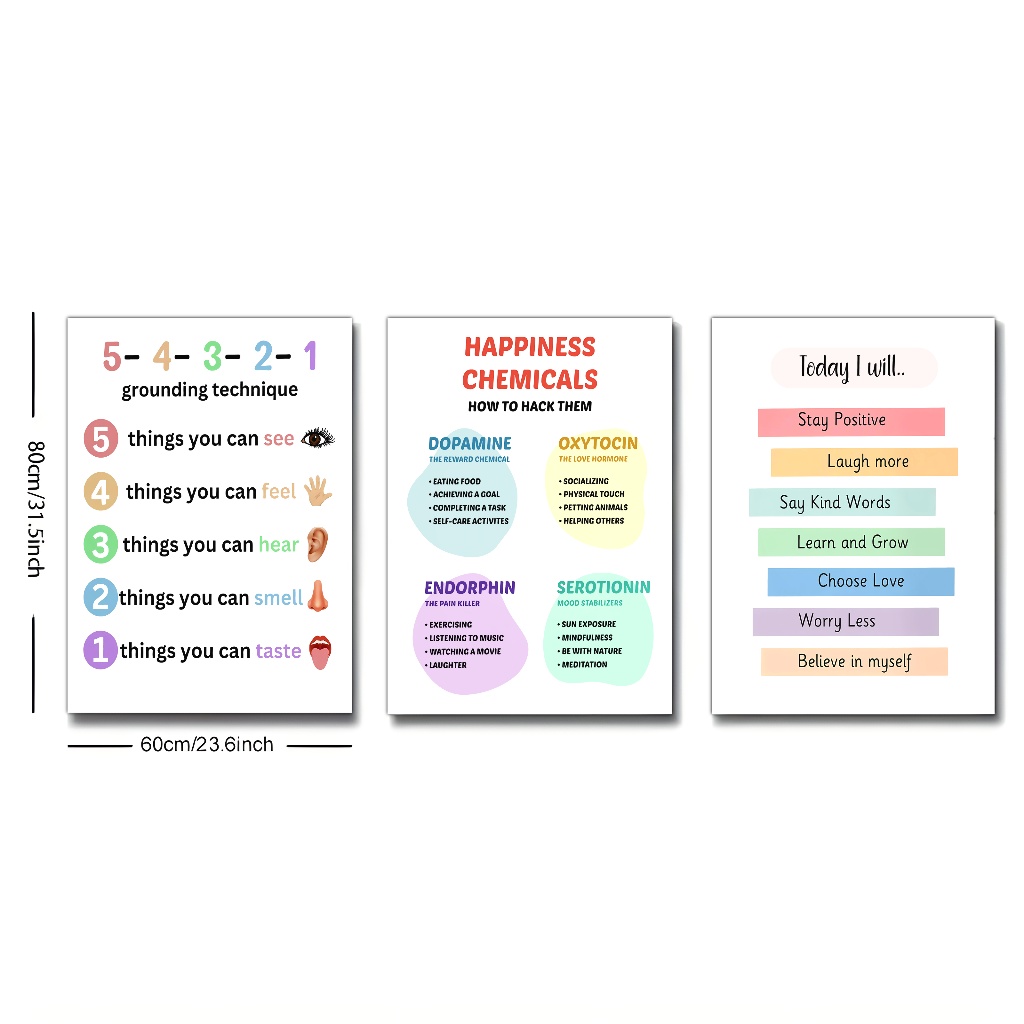 80cm/31.5inch
60cm/23.6inch
5- 4- 3- 2- 1
grounding technique
5 things you can see
4 things you can feel
3 things you can hear
2 things you can smell
1 things you can taste
HAPPINESS
CHEMICALS
HOW TO HACK THEM
DOPAMINE
THE REWARD CHEMICAL
• EATING FOOD
• ACHIEVING A GOAL
• COMPLETING A TASK
• SELF-CARE ACTIVITES
OXYTOCIN
THE LOVE HORMONE
• SOCIALIZING
• PHYSICAL TOUCH
• PETTING ANIMALS
• HELPING OTHERS
ENDORPHIN
THE PAIN KILLER
• EXERCISING
• LISTENING TO MUSIC
• WATCHING A MOVIE
• LAUGHTER
SEROTIONIN
MOOD STABILIZERS
• SUN EXPOSURE
• MINDFULNESS
• BE WITH NATURE
• MEDITATION
Today I will..
Stay Positive
Laugh more
Say Kind Words
Learn and Grow
Choose Love
Worry Less
Believe in myself